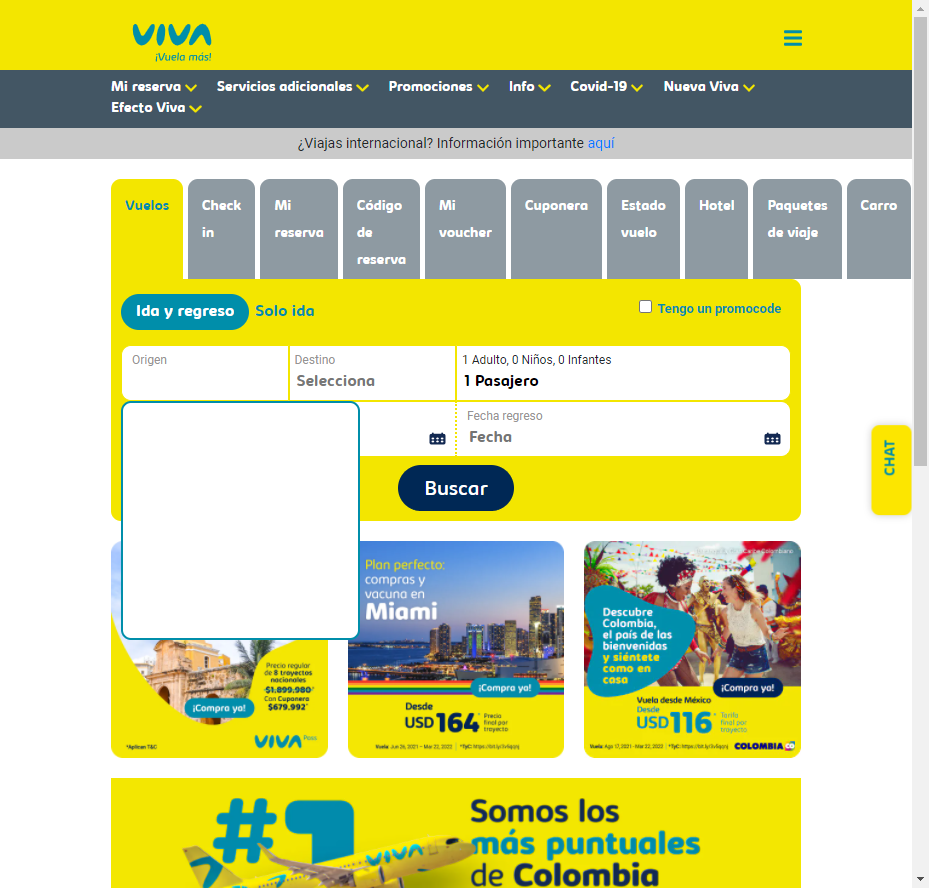 VIVA
¡Vuela más!
Mi reserva
Servicios adicionales
Promociones
Info
Covid-19
Nueva Viva
Efecto Viva
¿Viajas internacional? Información importante aquí
Vuelos
Check
in
Mi
reserva
Código
de
reserva
Mi
voucher
Cuponera
Estado
vuelo
Hotel
Paquetes
de viaje
Carro
Ida y regreso
Solo ida
Tengo un promocode
Origen
Destino
Selecciona
1 Adulto, 0 Niños, 0 Infantes
1 Pasajero
Fecha regreso
Fecha
Buscar
CHAT
Precio regular
de 8 trayectos
nacionales
$1.899.980*
Con Cuponera
$679.992*
¡Compra ya!
*Aplican T&C
VIVA Pass
Plan perfecto:
compras y
vacuna en
Miami
¡Compra ya!
Desde
USD 164*
Precio
final por
trayecto
Vuela: Jun 26, 2021 – Mar 22, 2022 | *TyC: https://bit.ly/3v5qqnj
Descubre
Colombia,
el país de las
bienvenidas
y siéntete
como en
casa
¡Compra ya!
Vuela desde México
Desde
USD 116*
Tarifa
final por
trayecto
Vuela: Ago 17, 2021 - Mar 22, 2022 | *TyC: https://bit.ly/3v5qqnj
COLOMBIA
CO
#1
VIVA
Somos los
más puntuales
de Colombia